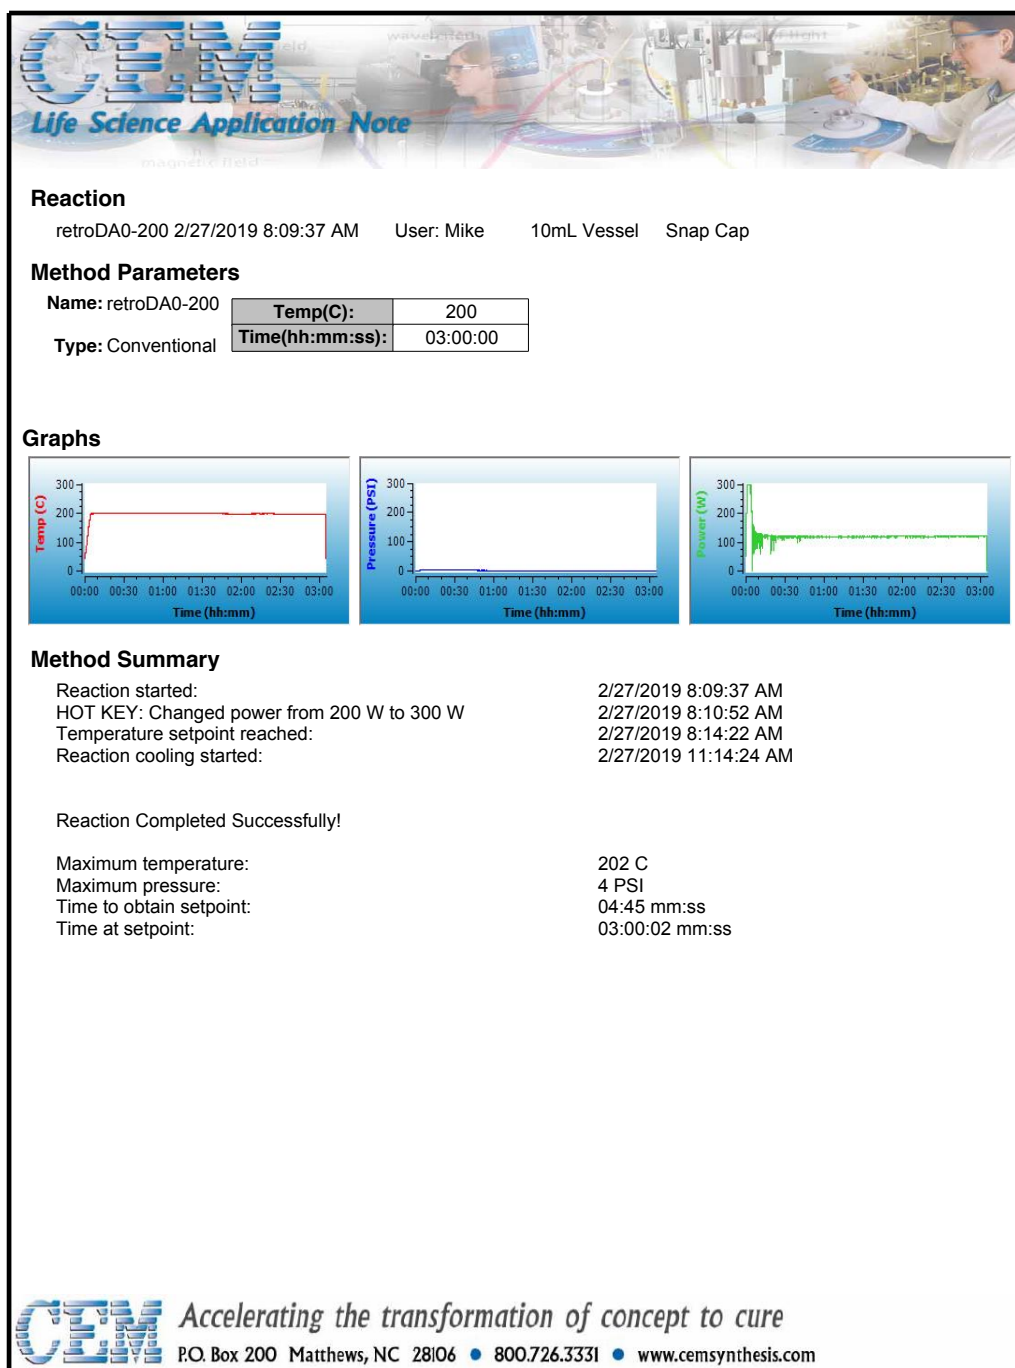 wavelength
of light
field
CEM
Life Science Application Note
magnetic field
Reaction
retroDA0-200 2/27/2019 8:09:37 AM User: Mike 10mL Vessel Snap Cap
Method Parameters
Name: retroDA0-200
Temp(C): 200
Time(hh:mm:ss): 03:00:00
Type: Conventional
Graphs
Temp (C)
300
200
100
0
00:00 00:30 01:00 01:30 02:00 02:30 03:00
Time (hh:mm)
Pressure (PSI)
300
200
100
0
00:00 00:30 01:00 01:30 02:00 02:30 03:00
Time (hh:mm)
Power (W)
300
200
100
0
00:00 00:30 01:00 01:30 02:00 02:30 03:00
Time (hh:mm)
Method Summary
Reaction started: 2/27/2019 8:09:37 AM
HOT KEY: Changed power from 200 W to 300 W 2/27/2019 8:10:52 AM
Temperature setpoint reached: 2/27/2019 8:14:22 AM
Reaction cooling started: 2/27/2019 11:14:24 AM
Reaction Completed Successfully!
Maximum temperature: 202 C
Maximum pressure: 4 PSI
Time to obtain setpoint: 04:45 mm:ss
Time at setpoint: 03:00:02 mm:ss
CEM
Accelerating the transformation of concept to cure
P.O. Box 200 Matthews, NC 28106 • 800.726.3331 • www.cemsynthesis.com